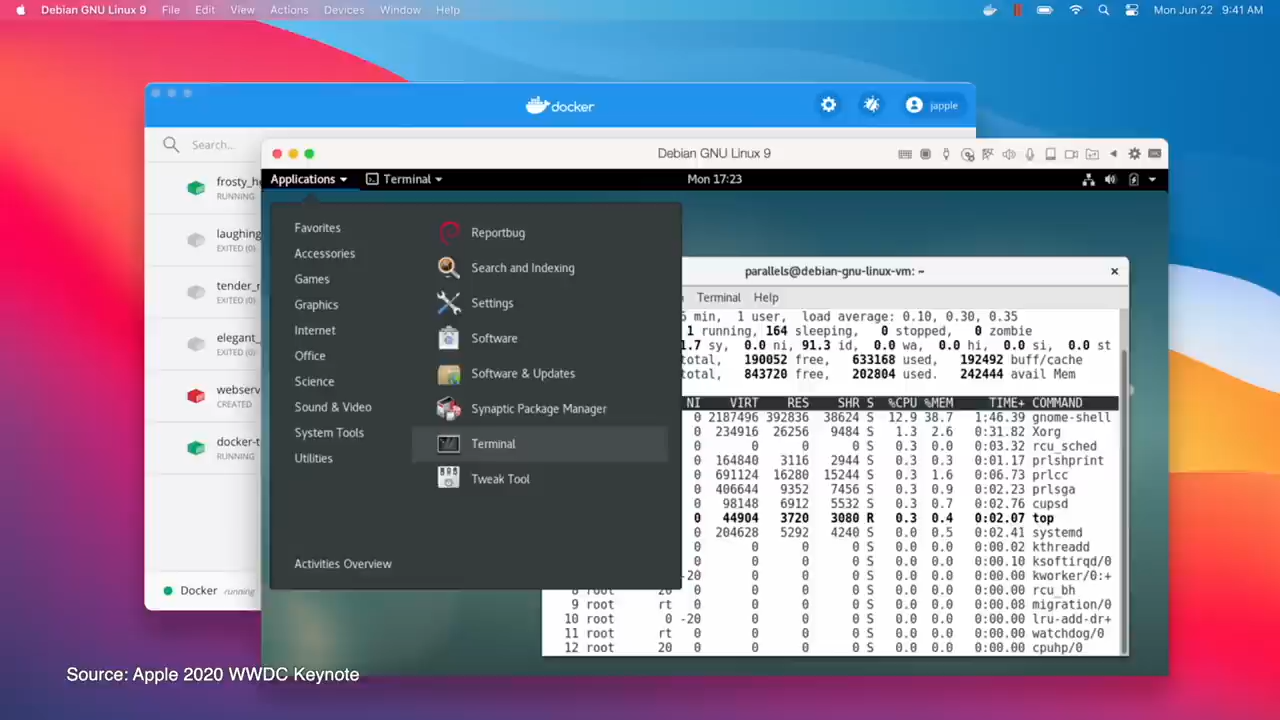 Debian GNU Linux 9 File Edit View Actions Devices Window Help Mon Jun 22 9:41 AM
docker
japple
Search...
Debian GNU Linux 9
Applications Terminal Mon 17:23
frosty_he
RUNNING
laughing
EXITED (0)
tender_
EXITED (0)
elegant_
EXITED (0)
webserv
CREATED
docker-t
RUNNING
Docker running
Favorites
Accessories
Games
Graphics
Internet
Office
Science
Sound & Video
System Tools
Utilities
Activities Overview
Reportbug
Search and Indexing
Settings
Software
Software & Updates
Synaptic Package Manager
Terminal
Tweak Tool
parallels@debian-gnu-linux-vm: ~
Terminal Help
min, 1 user, load average: 0.10, 0.30, 0.35
1 running, 164 sleeping, 0 stopped, 0 zombie
1.7 sy, 0.0 ni, 91.3 id, 0.0 wa, 0.0 hi, 0.0 si, 0.0 st
total, 190052 free, 633168 used, 192492 buff/cache
total, 843720 free, 202804 used. 242444 avail Mem
NI VIRT RES SHR S %CPU %MEM TIME+ COMMAND
0 2187496 392836 38624 S 12.9 38.7 1:46.39 gnome-shell
0 234916 26256 9484 S 1.3 2.6 0:31.82 Xorg
0 0 0 0 S 0.3 0.0 0:03.32 rcu_sched
0 164840 3116 2944 S 0.3 0.3 0:01.17 prlshprint
0 691124 16280 15244 S 0.3 1.6 0:06.73 prlcc
0 406644 9352 7456 S 0.3 0.9 0:02.23 prlsga
0 98148 6912 5532 S 0.3 0.7 0:02.76 cupsd
0 44904 3720 3080 R 0.3 0.4 0:02.07 top
0 204628 5292 4240 S 0.0 0.5 0:02.41 systemd
0 0 0 0 S 0.0 0.0 0:00.02 kthreadd
0 0 0 0 S 0.0 0.0 0:00.10 ksoftirqd/0
-20 0 0 0 S 0.0 0.0 0:00.00 kworker/0:+
8 root 20 0 0 0 0 S 0.0 0.0 0:00.00 rcu_bh
9 root rt 0 0 0 0 S 0.0 0.0 0:00.08 migration/0
10 root 0 -20 0 0 0 S 0.0 0.0 0:00.00 lru-add-dr+
11 root rt 0 0 0 0 S 0.0 0.0 0:00.00 watchdog/0
12 root 20 0 0 0 0 S 0.0 0.0 0:00.00 cpuhp/0
Source: Apple 2020 WWDC Keynote